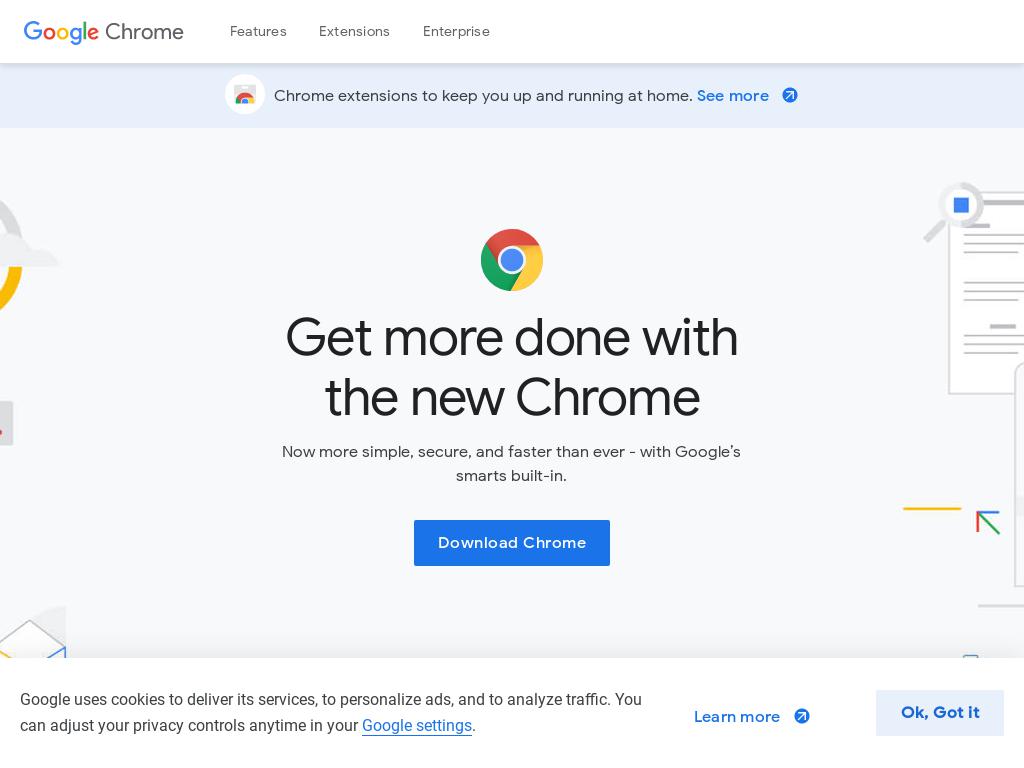 Google Chrome
Features
Extensions
Enterprise
Chrome extensions to keep you up and running at home. See more
Get more done with
the new Chrome
Now more simple, secure, and faster than ever - with Google’s
smarts built-in.
Download Chrome
Google uses cookies to deliver its services, to personalize ads, and to analyze traffic. You
can adjust your privacy controls anytime in your Google settings.
Learn more
Ok, Got it